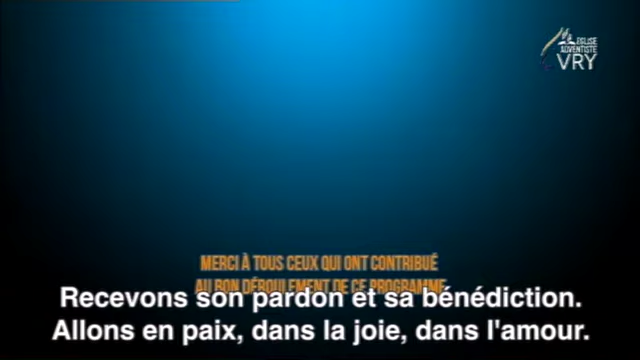 ÉGLISE
ADVENTISTE
VRY
MERCI À TOUS CEUX QUI ONT CONTRIBUÉ
AU BON DÉROULEMENT DE CE PROGRAMME
Recevons son pardon et sa bénédiction.
Allons en paix, dans la joie, dans l'amour.